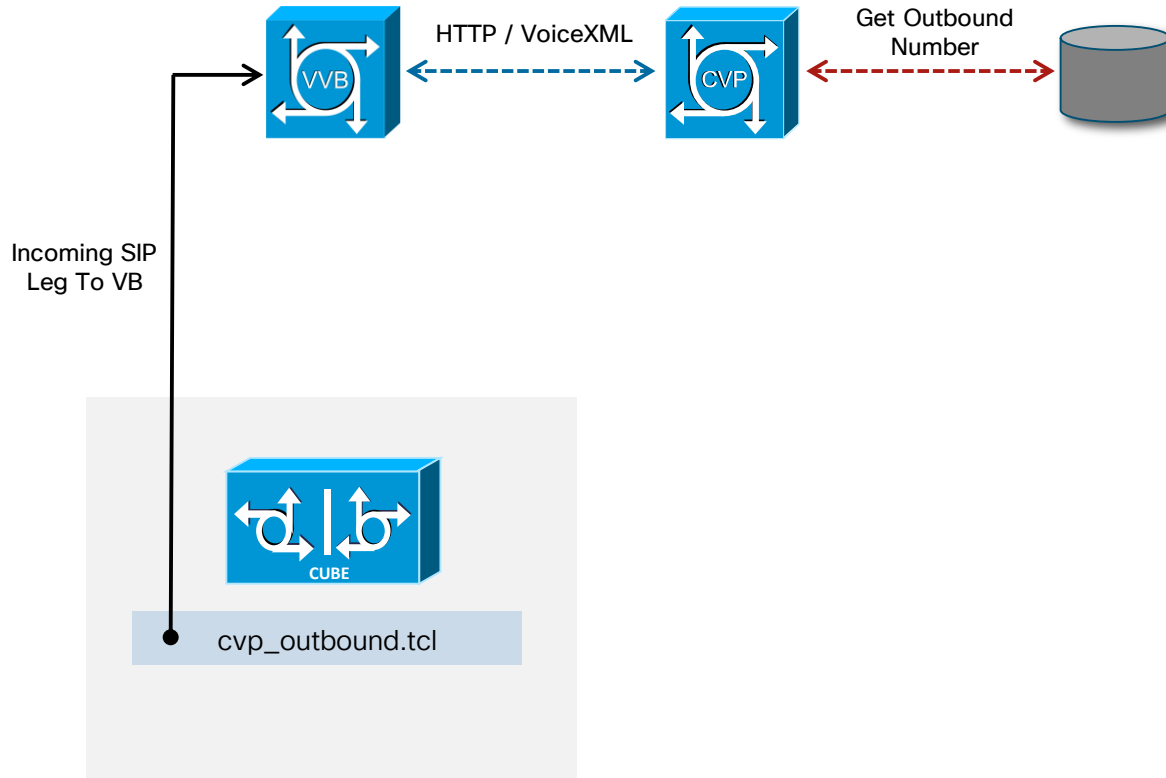 HTTP / VoiceXML
Get Outbound
Number
VVB
CVP
Incoming SIP
Leg To VB
CUBE
cvp_outbound.tcl